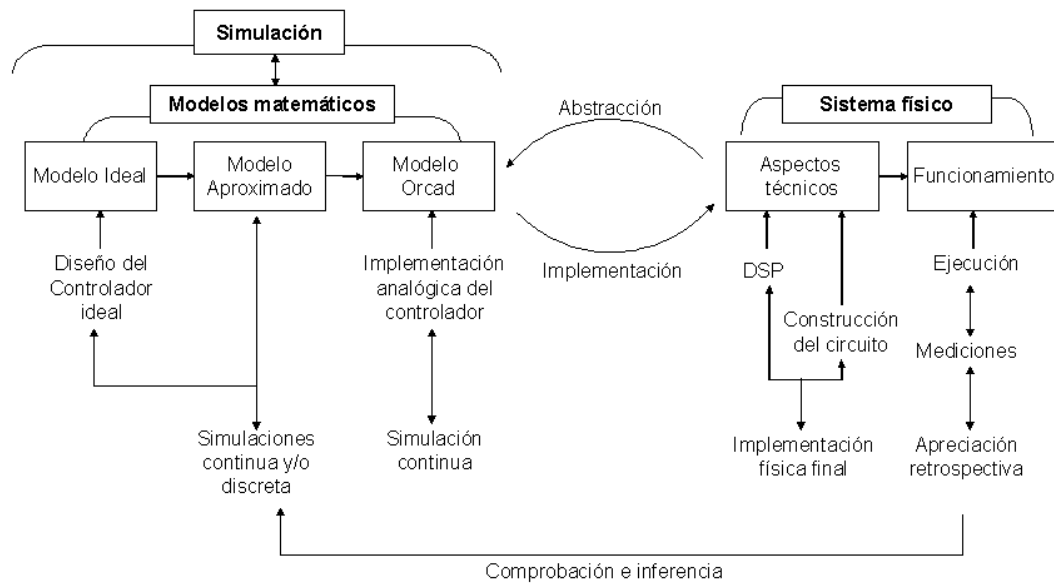 Simulación
Modelos matemáticos
Modelo Ideal
Modelo
Aproximado
Modelo
Orcad
Abstracción
Implementación
Sistema físico
Aspectos
técnicos
Funcionamiento
Diseño del
Controlador
ideal
Implementación
analógica del
controlador
DSP
Construcción
del circuito
Ejecución
Mediciones
Simulaciones
continua y/o
discreta
Simulación
continua
Implementación
física final
Apreciación
retrospectiva
Comprobación e inferencia